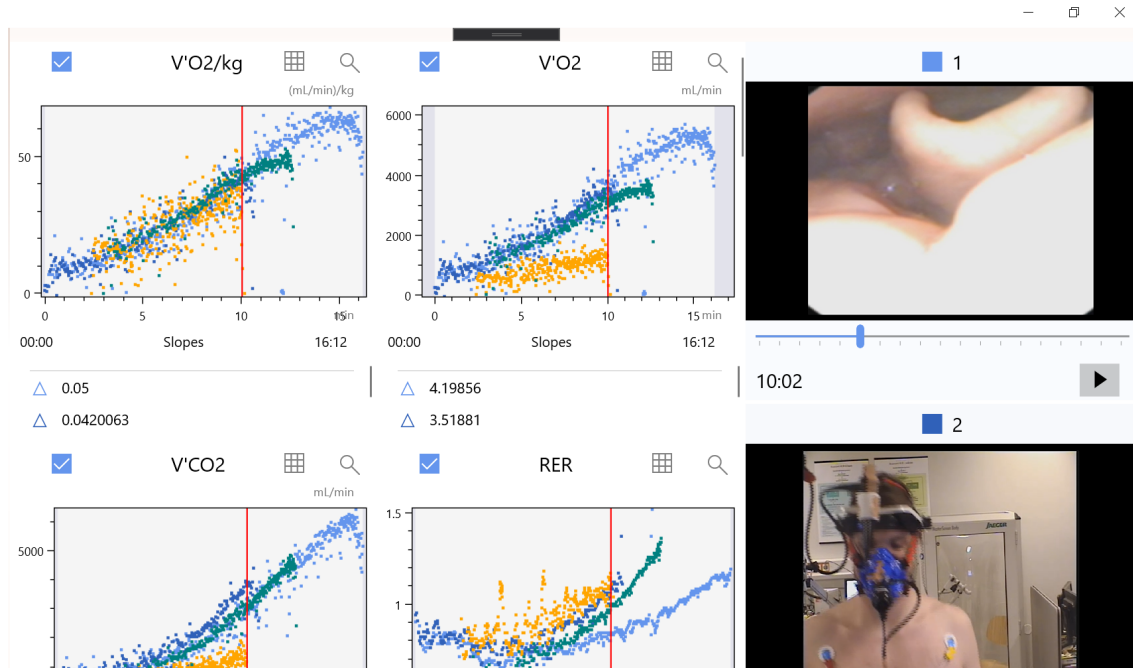 V'O2/kg
(mL/min)/kg
50
0
0
5
10
15
min
00:00
Slopes
16:12
0.05
0.0420063
V'O2
mL/min
6000
4000
2000
0
0
5
10
15 min
00:00
Slopes
16:12
4.19856
3.51881
V'CO2
mL/min
5000
RER
1.5
1
1
10:02
2
JAEGER